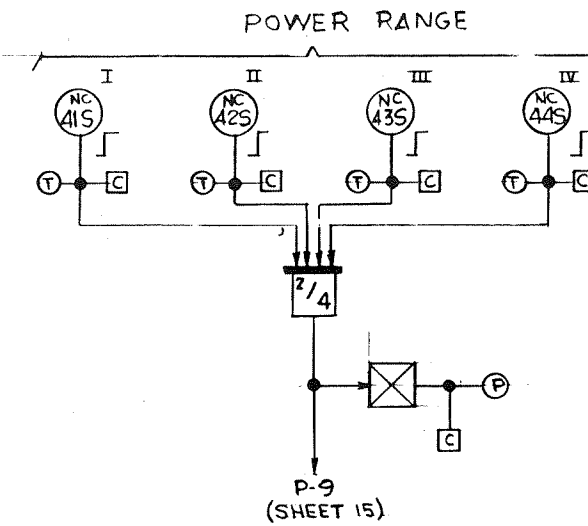 POWER RANGE
I II III IV
NC 41S NC 42S NC 43S NC 44S
T C T C T C T C
2/4
P
C
P-9
(SHEET 15)